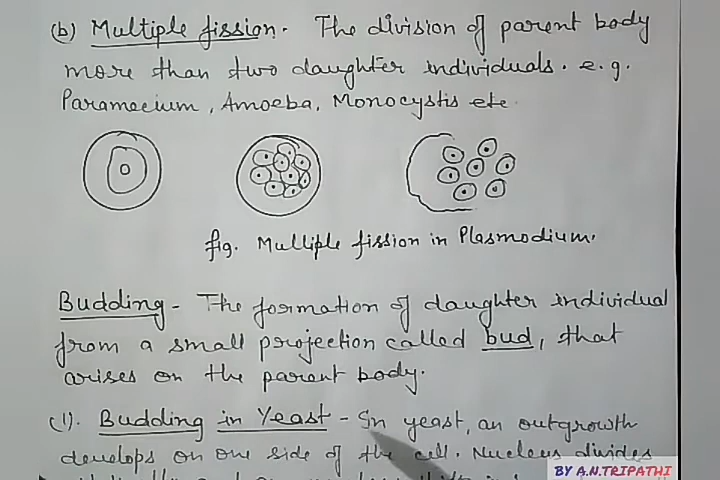 (b) Multiple fission. The division of parent body
more than two daughter individuals. e.g.
Paramecium, Amoeba, Monocystis etc
fig. Multiple fission in Plasmodium.
Budding - The formation of daughter individual
from a small projection called bud, that
arises on the parent body.
(1). Budding in Yeast - In yeast, an outgrowth
develops on one side of the cell. Nucleus divides
BY A.N.TRIPATHI